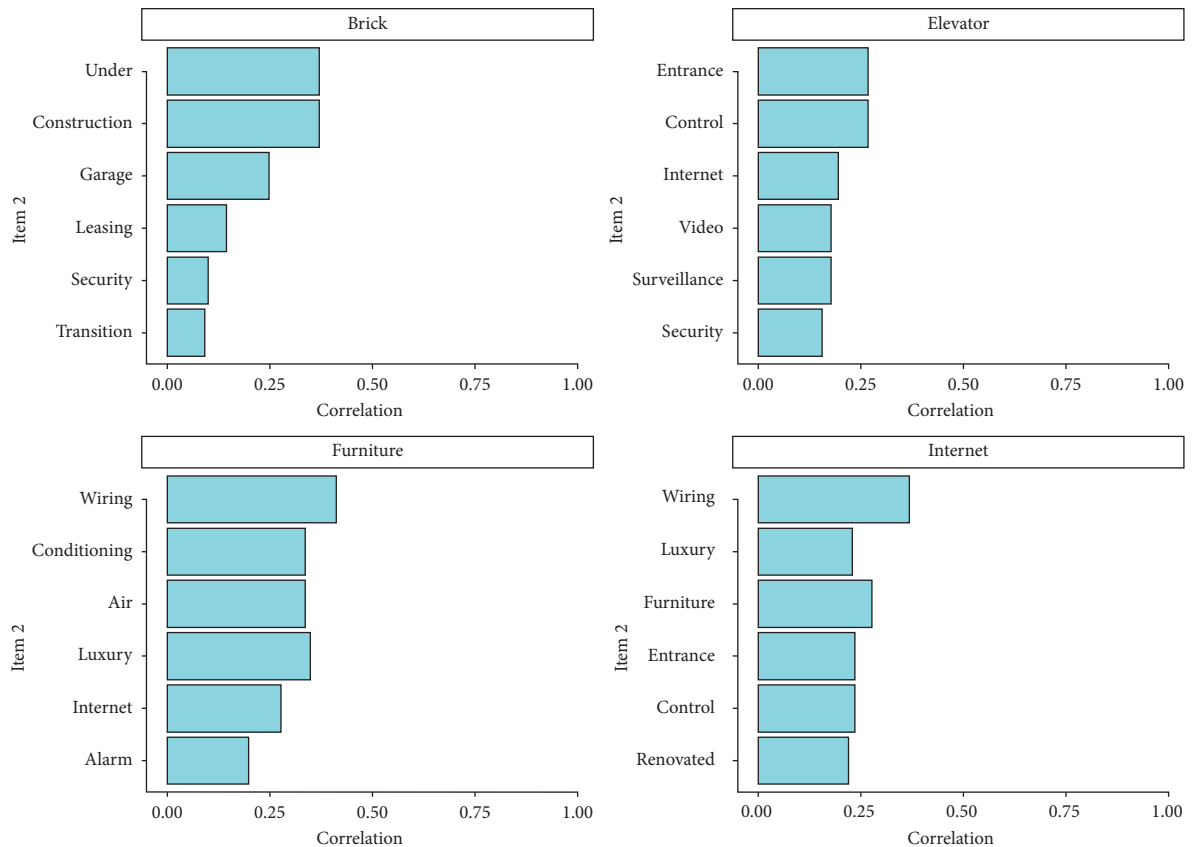 Brick
Under
Construction
Garage
Leasing
Security
Transition
Item 2
0.00 0.25 0.50 0.75 1.00
Correlation
Elevator
Entrance
Control
Internet
Video
Surveillance
Security
Item 2
0.00 0.25 0.50 0.75 1.00
Correlation
Furniture
Wiring
Conditioning
Air
Luxury
Internet
Alarm
Item 2
0.00 0.25 0.50 0.75 1.00
Correlation
Internet
Wiring
Luxury
Furniture
Entrance
Control
Renovated
Item 2
0.00 0.25 0.50 0.75 1.00
Correlation